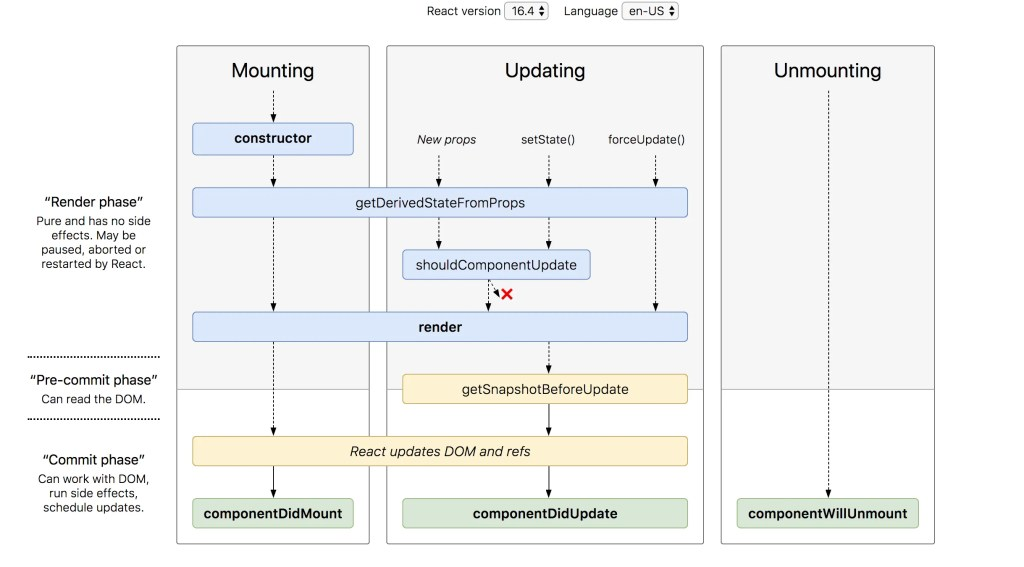 React version 16.4 Language en-US
Mounting
Updating
Unmounting
constructor
New props
setState()
forceUpdate()
"Render phase"
Pure and has no side
effects. May be
paused, aborted or
restarted by React.
getDerivedStateFromProps
shouldComponentUpdate
render
"Pre-commit phase"
Can read the DOM.
getSnapshotBeforeUpdate
"Commit phase"
Can work with DOM,
run side effects,
schedule updates.
React updates DOM and refs
componentDidMount
componentDidUpdate
componentWillUnmount